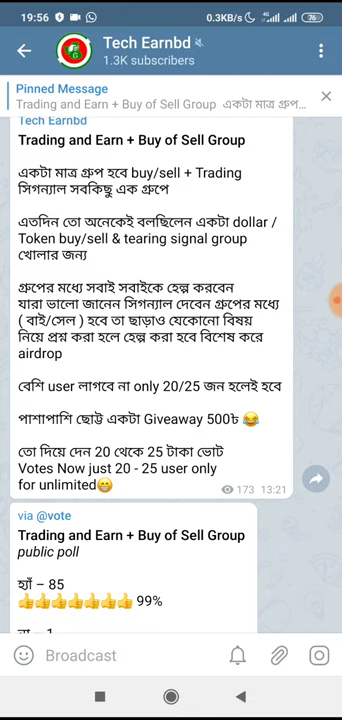 19:56
0.3KB/s
4G
76
Tech Earnbd
1.3K subscribers
Pinned Message
Trading and Earn + Buy of Sell Group একটা মাত্র গ্রুপ...
Tech Earnbd
Trading and Earn + Buy of Sell Group
একটা মাত্র গ্রুপ হবে buy/sell + Trading
সিগন্যাল সবকিছু এক গ্রুপে
এতদিন তো অনেকেই বলছিলেন একটা dollar /
Token buy/sell & tearing signal group
খোলার জন্য
গ্রুপের মধ্যে সবাই সবাইকে হেল্প করবেন
যারা ভালো জানেন সিগন্যাল দেবেন গ্রুপের মধ্যে
( বাই/সেল ) হবে তা ছাড়াও যেকোনো বিষয়
নিয়ে প্রশ্ন করা হলে হেল্প করা হবে বিশেষ করে
airdrop
বেশি user লাগবে না only 20/25 জন হলেই হবে
পাশাপাশি ছোট্ট একটা Giveaway 500৳ 😂
তো দিয়ে দেন 20 থেকে 25 টাকা ভোট
Votes Now just 20 - 25 user only
for unlimited😁
173 13:21
via @vote
Trading and Earn + Buy of Sell Group
public poll
হ্যাঁ – 85
👍👍👍👍👍👍👍 99%
না – 1
Broadcast